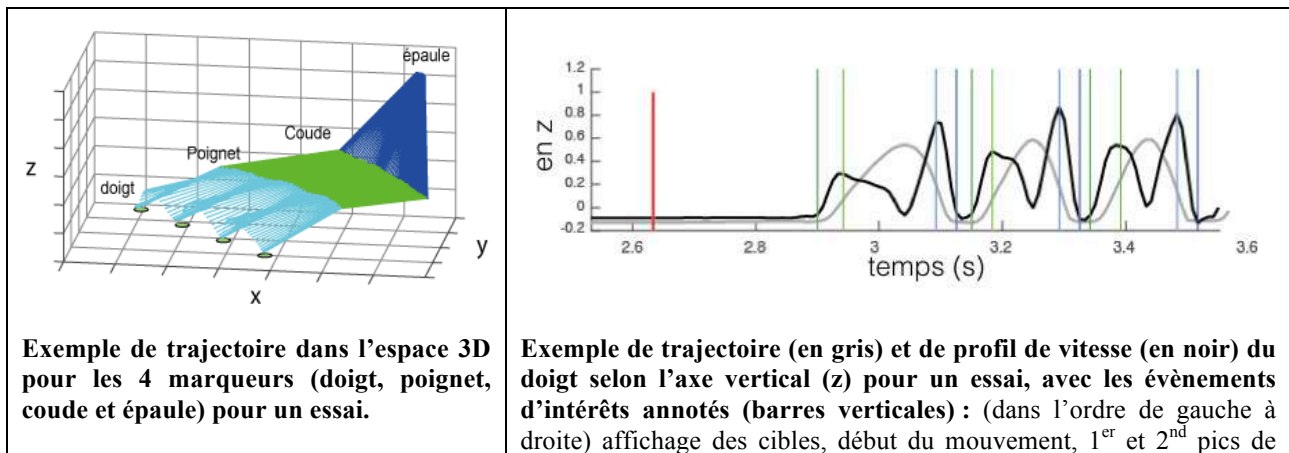 épaule
Coude
Poignet
doigt
z
y
x
Exemple de trajectoire dans l'espace 3D
pour les 4 marqueurs (doigt, poignet,
coude et épaule) pour un essai.
en z
1.2
1
0.8
0.6
0.4
0.2
0
-0.2
2.6
2.8
3
3.2
3.4
3.6
temps (s)
Exemple de trajectoire (en gris) et de profil de vitesse (en noir) du
doigt selon l'axe vertical (z) pour un essai, avec les évènements
d'intérêts annotés (barres verticales) : (dans l'ordre de gauche à
droite) affichage des cibles, début du mouvement, 1er et 2nd pics de